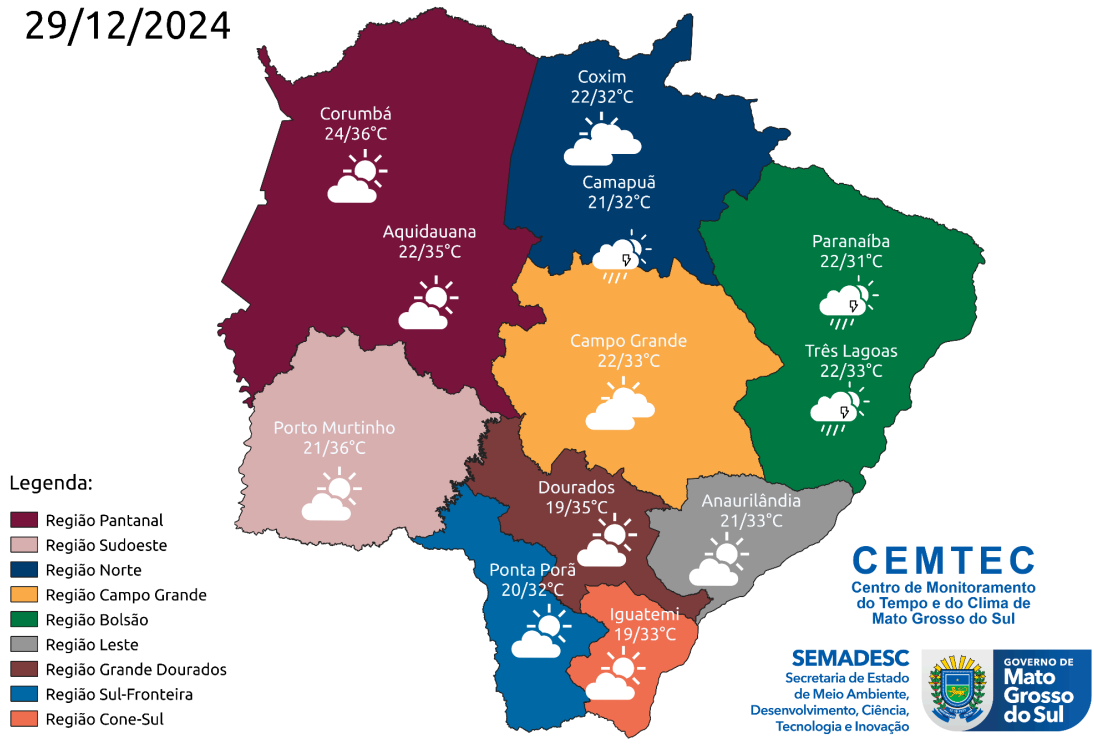 29/12/2024
Coxim
22/32°C
Corumbá
24/36°C
Camapuã
21/32°C
Aquidauana
22/35°C
Paranaíba
22/31°C
Campo Grande
22/33°C
Três Lagoas
22/33°C
Porto Murtinho
21/36°C
Dourados
19/35°C
Anaurilândia
21/33°C
Ponta Porã
20/32°C
Iguatemi
19/33°C
Legenda:
Região Pantanal
Região Sudoeste
Região Norte
Região Campo Grande
Região Bolsão
Região Leste
Região Grande Dourados
Região Sul-Fronteira
Região Cone-Sul
CEMTEC
Centro de Monitoramento
do Tempo e do Clima de
Mato Grosso do Sul
SEMADESC
Secretaria de Estado
de Meio Ambiente,
Desenvolvimento, Ciência,
Tecnologia e Inovação
GOVERNO DE
Mato
Grosso
do Sul